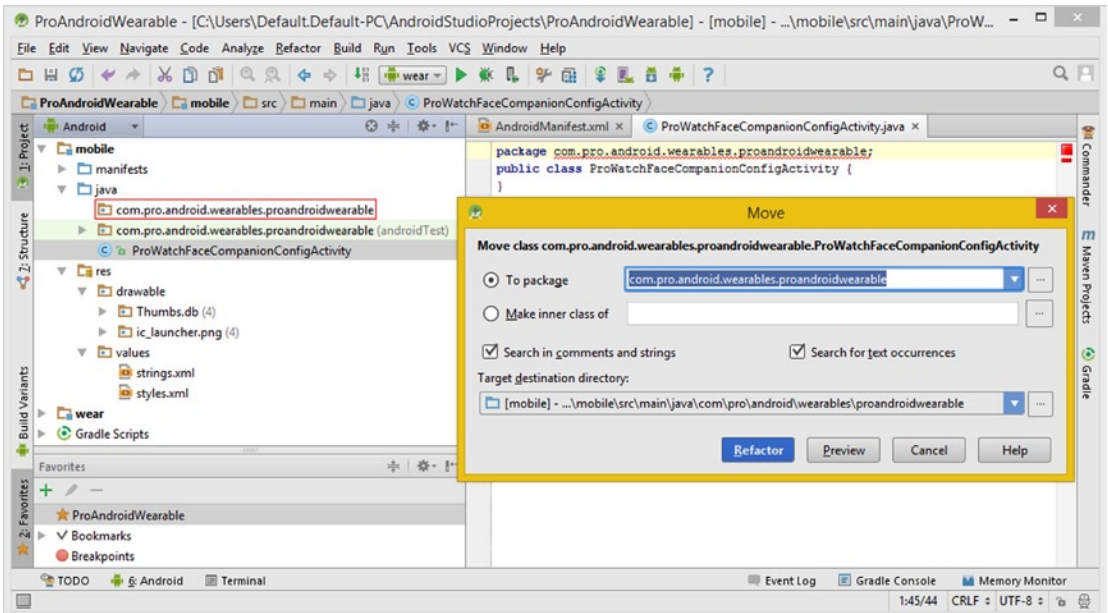 ProAndroidWearable - [C:\Users\Default.Default-PC\AndroidStudioProjects\ProAndroidWearable] - [mobile] - ...\mobile\src\main\java\ProW...
File Edit View Navigate Code Analyze Refactor Build Run Tools VCS Window Help
wear
ProAndroidWearable mobile src main java ProWatchFaceCompanionConfigActivity
1: Project
Android
AndroidManifest.xml ProWatchFaceCompanionConfigActivity.java
mobile
manifests
java
com.pro.android.wearables.proandroidwearable
com.pro.android.wearables.proandroidwearable (androidTest)
ProWatchFaceCompanionConfigActivity
res
drawable
Thumbs.db (4)
ic_launcher.png (4)
values
strings.xml
styles.xml
wear
Gradle Scripts
Z: Structure
Build Variants
2: Favorites
Favorites
ProAndroidWearable
Bookmarks
Breakpoints
package com.pro.android.wearables.proandroidwearable;
public class ProWatchFaceCompanionConfigActivity {
}
Move
Move class com.pro.android.wearables.proandroidwearable.ProWatchFaceCompanionConfigActivity
To package com.pro.android.wearables.proandroidwearable ...
Make inner class of ...
Search in comments and strings Search for text occurrences
Target destination directory:
[mobile] - ...\mobile\src\main\java\com\pro\android\wearables\proandroidwearable ...
Refactor Preview Cancel Help
Commander
m Maven Projects
Gradle
TODO 6: Android Terminal Event Log Gradle Console Memory Monitor
1:45/44 CRLF UTF-8